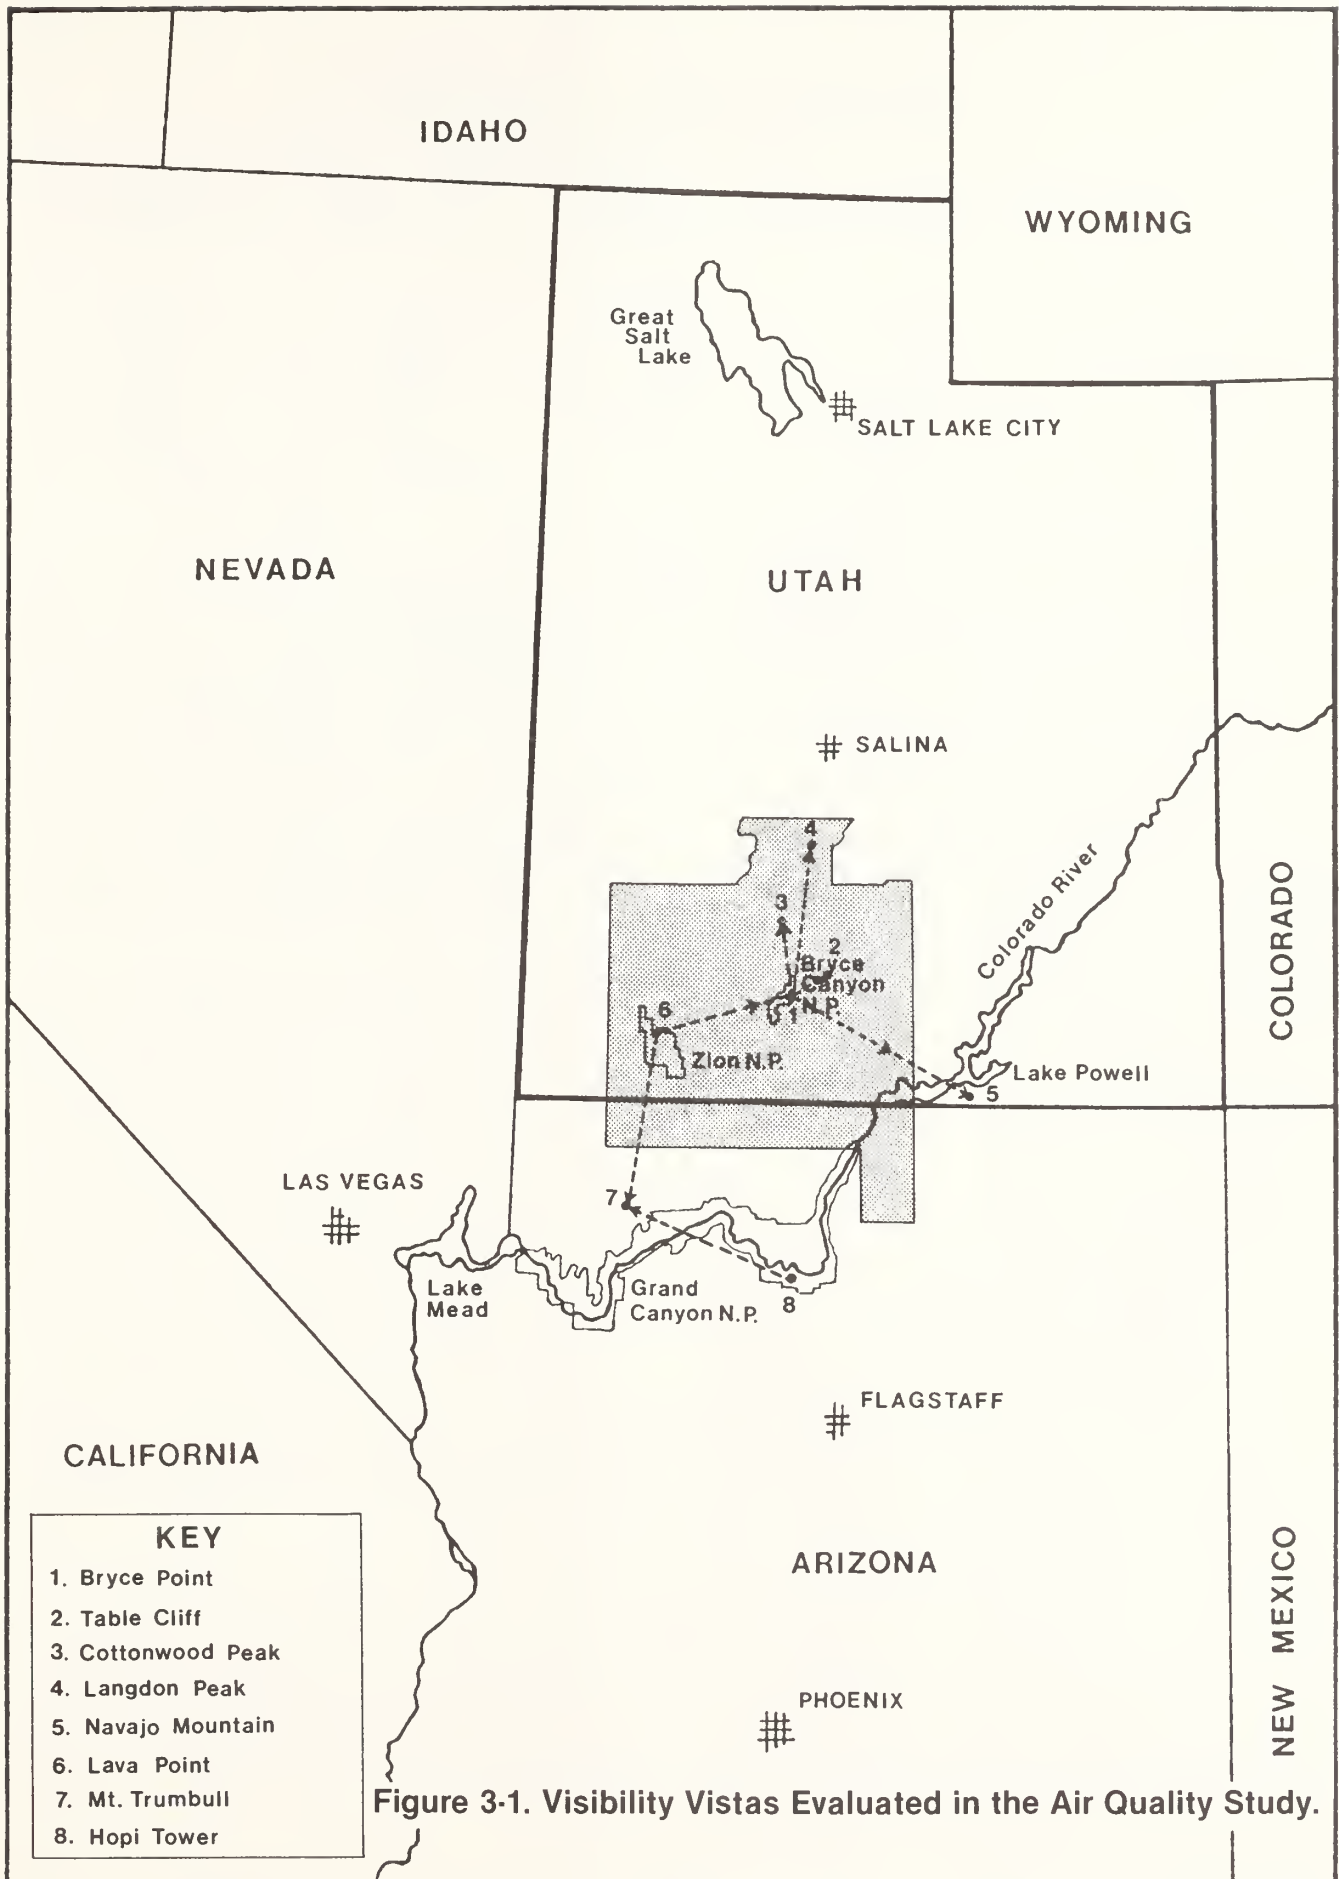 IDAHO
WYOMING
Great
Salt
Lake
SALT LAKE CITY
NEVADA
UTAH
SALINA
4
Colorado River
COLORADO
3
2
Bryce
Canyon
N.P.
1
6
Zion N.P.
Lake Powell
5
LAS VEGAS
7
Lake
Mead
Grand
Canyon N.P.
8
FLAGSTAFF
CALIFORNIA
ARIZONA
NEW MEXICO
PHOENIX
KEY
1. Bryce Point
2. Table Cliff
3. Cottonwood Peak
4. Langdon Peak
5. Navajo Mountain
6. Lava Point
7. Mt. Trumbull
8. Hopi Tower
Figure 3-1. Visibility Vistas Evaluated in the Air Quality Study.